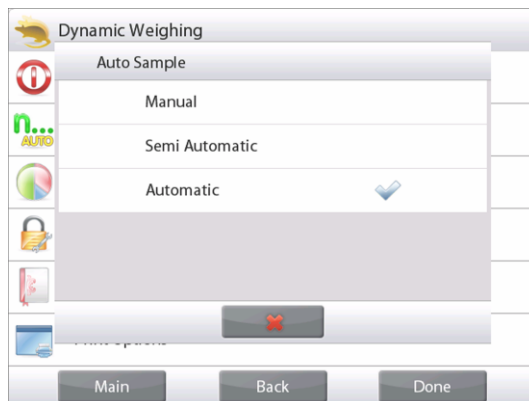 Dynamic Weighing
Auto Sample
Manual
n...
AUTO
Semi Automatic
Automatic
Main
Back
Done